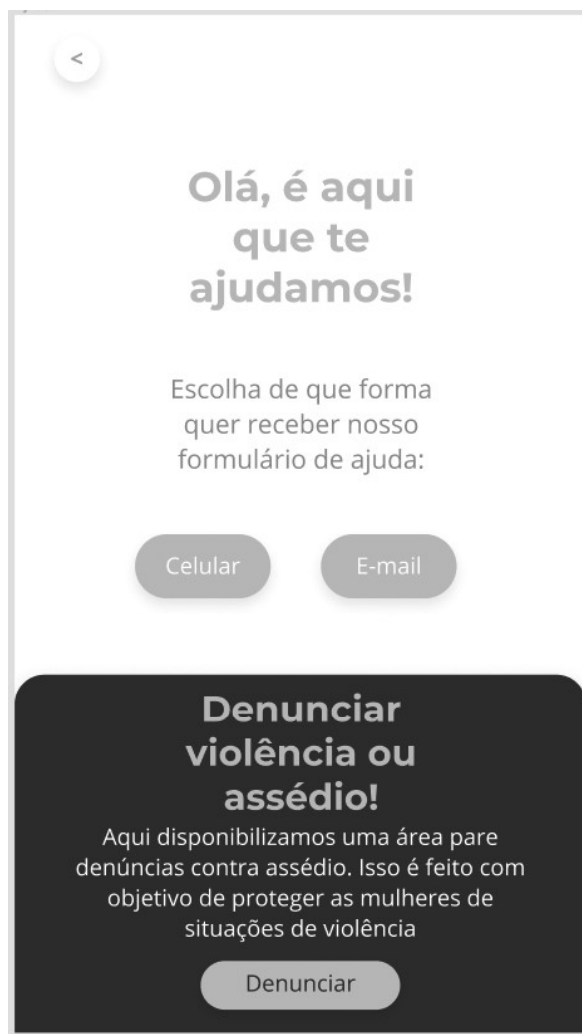 <
Olá, é aqui
que te
ajudamos!
Escolha de que forma
quer receber nosso
formulário de ajuda:
Celular
E-mail
Denunciar
violência ou
assédio!
Aqui disponibilizamos uma área pare
denúncias contra assédio. Isso é feito com
objetivo de proteger as mulheres de
situações de violência
Denunciar